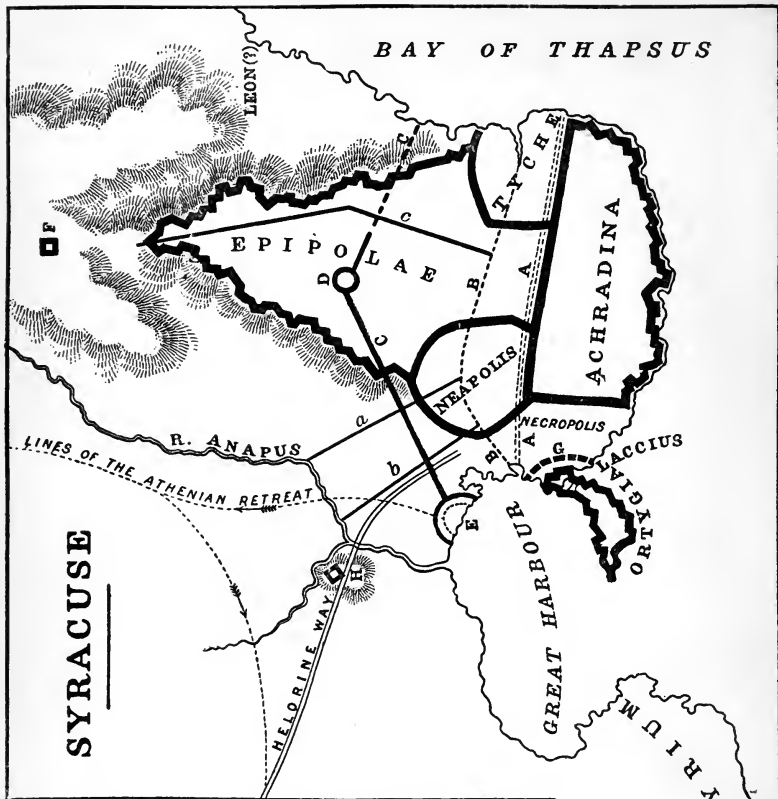 BAY OF THAPSUS
LEON(?)
C
TYCHE
F
c
EPIPOLAE
A
B
D
ACHRADINA
C
NEAPOLIS
a
NECROPOLIS
R. ANAPUS
A
LACCIUS
G
b
B
LINES OF THE ATHENIAN RETREAT
ORTYGIA
E
SYRACUSE
H
GREAT HARBOUR
HELORINE WAY
YRIUM